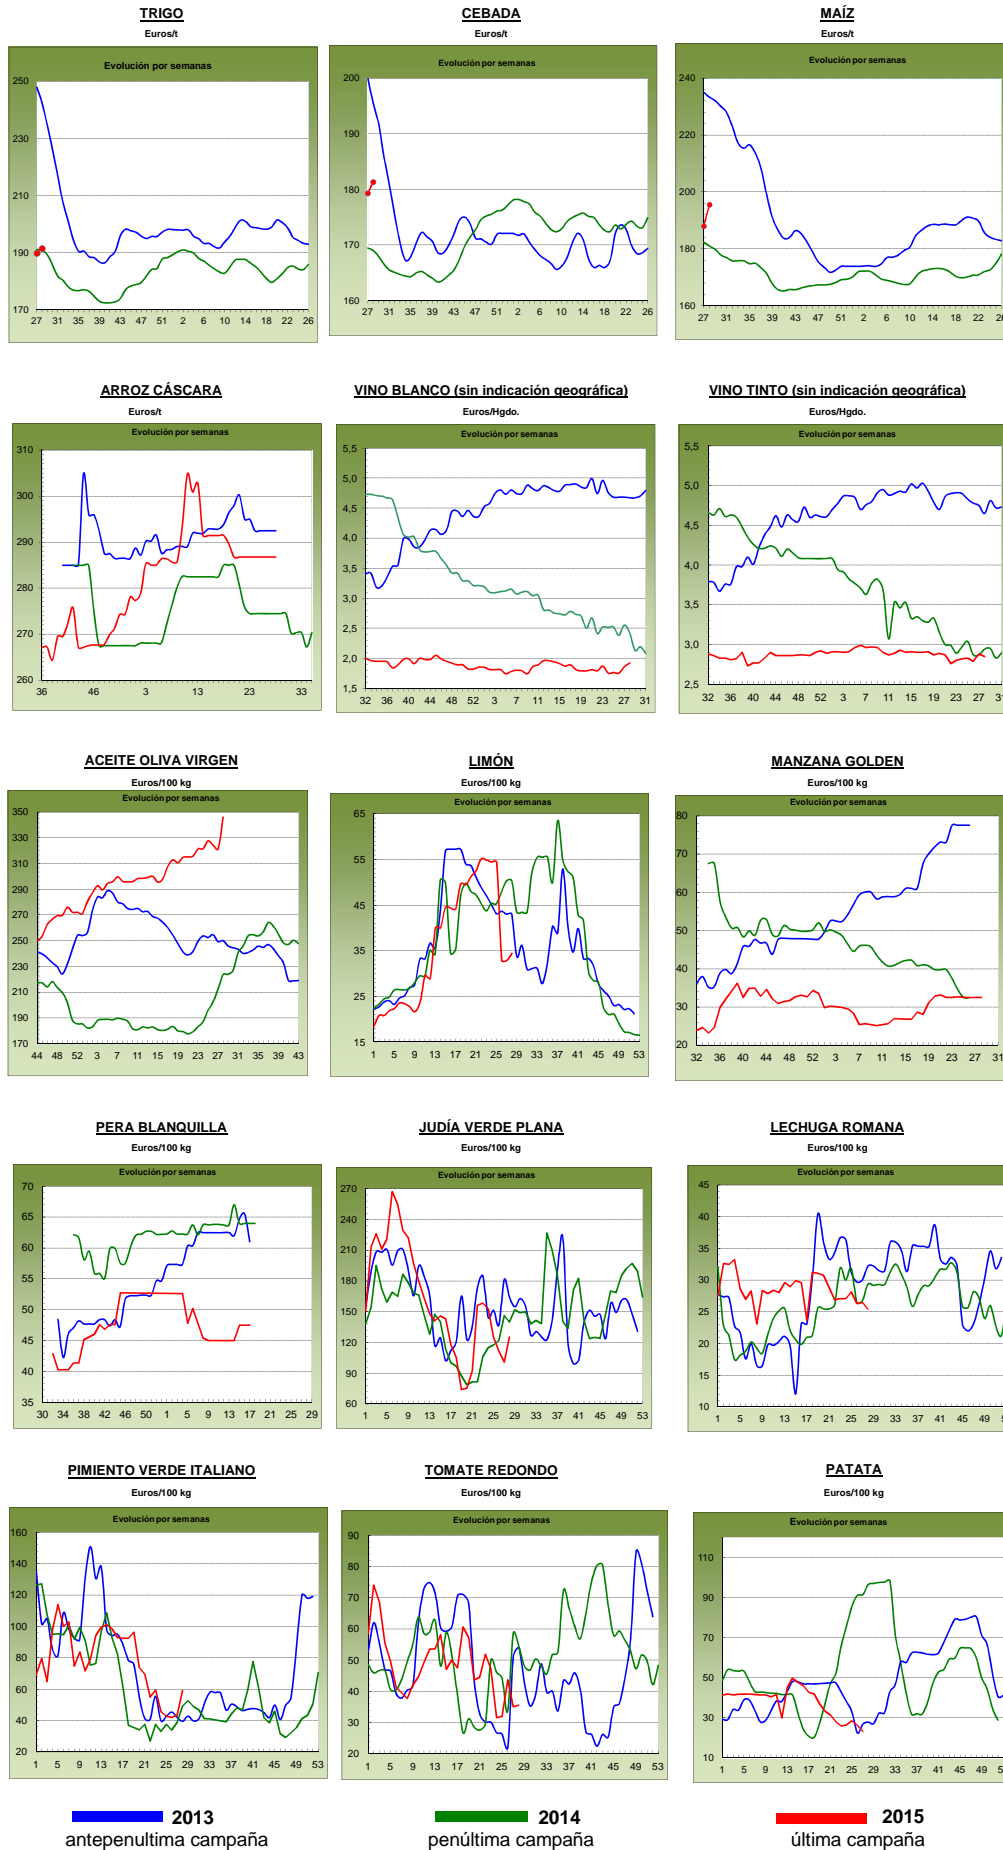 TRIGO
Euros/t
Evolución por semanas
250
230
210
190
170
27 31 35 39 43 47 51 2 6 10 14 18 22 26
CEBADA
Euros/t
Evolución por semanas
200
190
180
170
160
27 31 35 39 43 47 51 2 6 10 14 18 22 26
MAÍZ
Euros/t
Evolución por semanas
240
220
200
180
160
27 31 35 39 43 47 51 2 6 10 14 18 22 26
ARROZ CÁSCARA
Euros/t
Evolución por semanas
310
300
290
280
270
260
36 46 3 13 23 33
VINO BLANCO (sin indicación geográfica)
Euros/Hgdo.
Evolución por semanas
5,5
5,0
4,5
4,0
3,5
3,0
2,5
2,0
1,5
32 36 40 44 48 52 3 7 11 15 19 23 27 31
VINO TINTO (sin indicación geográfica)
Euros/Hgdo.
Evolución por semanas
5,5
5,0
4,5
4,0
3,5
3,0
2,5
32 36 40 44 48 52 3 7 11 15 19 23 27 31
ACEITE OLIVA VIRGEN
Euros/100 kg
Evolución por semanas
350
330
310
290
270
250
230
210
190
170
44 48 52 3 7 11 15 19 23 27 31 35 39 43
LIMÓN
Euros/100 kg
Evolución por semanas
65
55
45
35
25
15
1 5 9 13 17 21 25 29 33 37 41 45 49 53
MANZANA GOLDEN
Euros/100 kg
Evolución por semanas
80
70
60
50
40
30
20
32 36 40 44 48 52 3 7 11 15 19 23 27 31
PERA BLANQUILLA
Euros/100 kg
Evolución por semanas
70
65
60
55
50
45
40
35
30 34 38 42 46 50 1 5 9 13 17 21 25 29
JUDÍA VERDE PLANA
Euros/100 kg
Evolución por semanas
270
240
210
180
150
120
90
60
1 5 9 13 17 21 25 29 33 37 41 45 49 53
LECHUGA ROMANA
Euros/100 kg
Evolución por semanas
45
40
35
30
25
20
15
10
1 5 9 13 17 21 25 29 33 37 41 45 49
PIMIENTO VERDE ITALIANO
Euros/100 kg
Evolución por semanas
160
140
120
100
80
60
40
20
1 5 9 13 17 21 25 29 33 37 41 45 49 53
TOMATE REDONDO
Euros/100 kg
Evolución por semanas
90
80
70
60
50
40
30
20
1 5 9 13 17 21 25 29 33 37 41 45 49 53
PATATA
Euros/100 kg
Evolución por semanas
110
90
70
50
30
10
1 5 9 13 17 21 25 29 33 37 41 45 49
2013
antepenultima campaña
2014
penúltima campaña
2015
última campaña